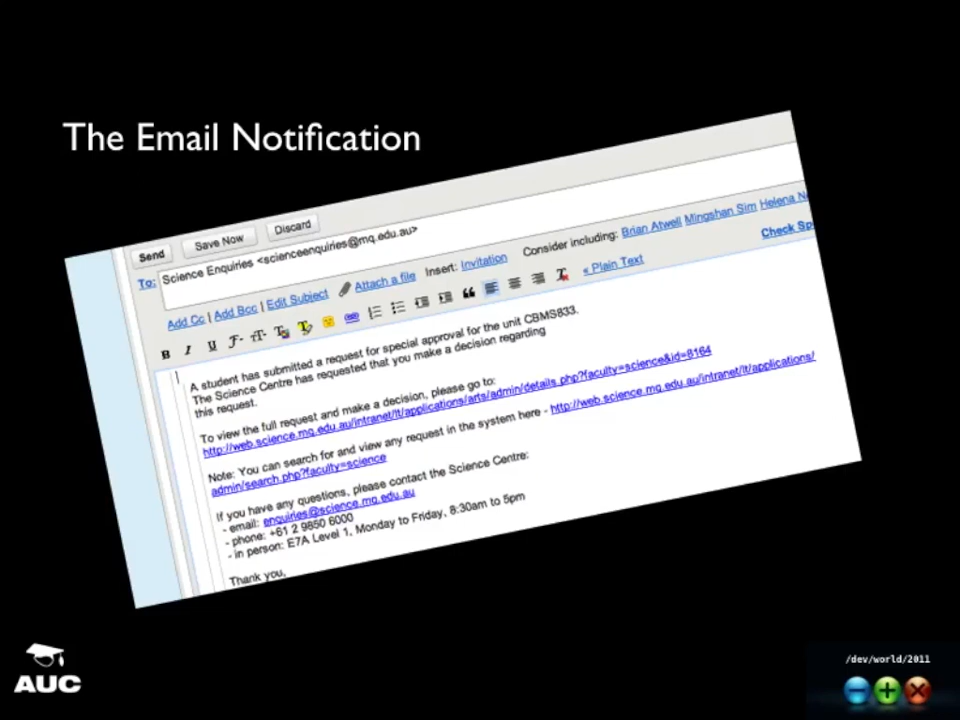 The Email Notification
Send Save Now Discard
To: Science Enquiries <scienceenquiries@mq.edu.au>
Add Cc | Add Bcc | Edit Subject Attach a file Insert: Invitation Consider including: Brian Atwell Mingshan Sim Helena
« Plain Text Check
A student has submitted a request for special approval for the unit CBMS833.
The Science Centre has requested that you make a decision regarding
this request.
To view the full request and make a decision, please go to:
http://web.science.mq.edu.au/intranet/lt/applications/arts/admin/details.php?faculty=science&id=8164
Note: You can search for and view any request in the system here - http://web.science.mq.edu.au/intranet/lt/applications/
admin/search.php?faculty=science
If you have any questions, please contact the Science Centre:
- email: enquiries@science.mq.edu.au
- phone: +61 2 9850 6000
- in person: E7A Level 1, Monday to Friday, 8:30am to 5pm
Thank you,
AUC
/dev/world/2011